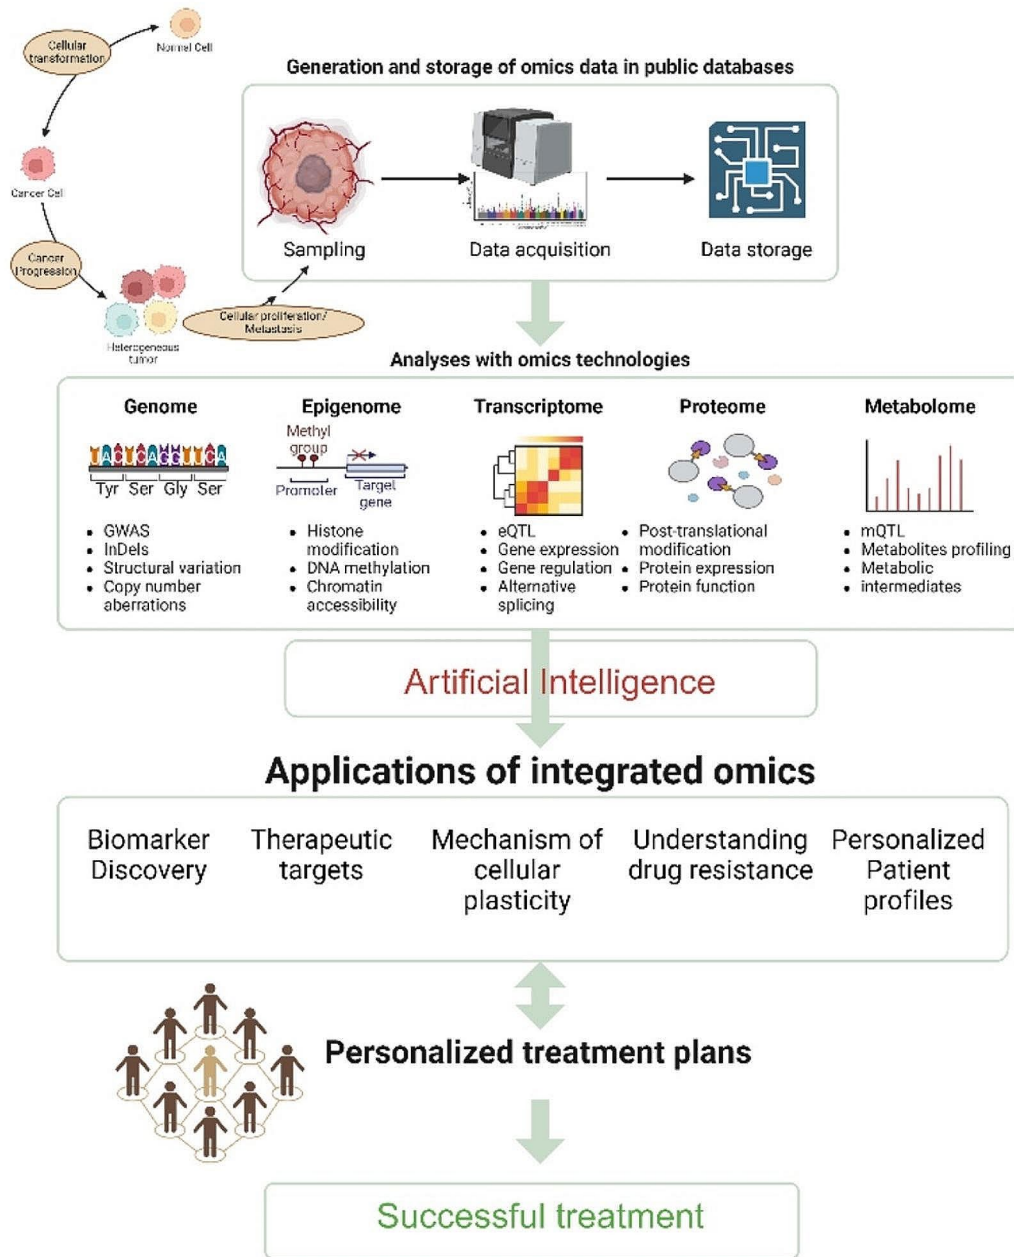 Cellular
transformation
Normal Cell
Cancer Cell
Cancer
Progression
Heterogeneous
tumor
Cellular proliferation/
Metastasis
Generation and storage of omics data in public databases
Sampling
Data acquisition
Data storage
Analyses with omics technologies
Genome
UACUCAGGUUCA
Tyr Ser Gly Ser
• GWAS
• InDels
• Structural variation
• Copy number
aberrations
Epigenome
Methyl
group
Promoter
Target
gene
• Histone
modification
• DNA methylation
• Chromatin
accessibility
Transcriptome
• eQTL
• Gene expression
• Gene regulation
• Alternative
splicing
Proteome
• Post-translational
modification
• Protein expression
• Protein function
Metabolome
• mQTL
• Metabolites profiling
• Metabolic
• intermediates
Artificial Intelligence
Applications of integrated omics
Biomarker
Discovery
Therapeutic
targets
Mechanism of
cellular
plasticity
Understanding
drug resistance
Personalized
Patient
profiles
Personalized treatment plans
Successful treatment